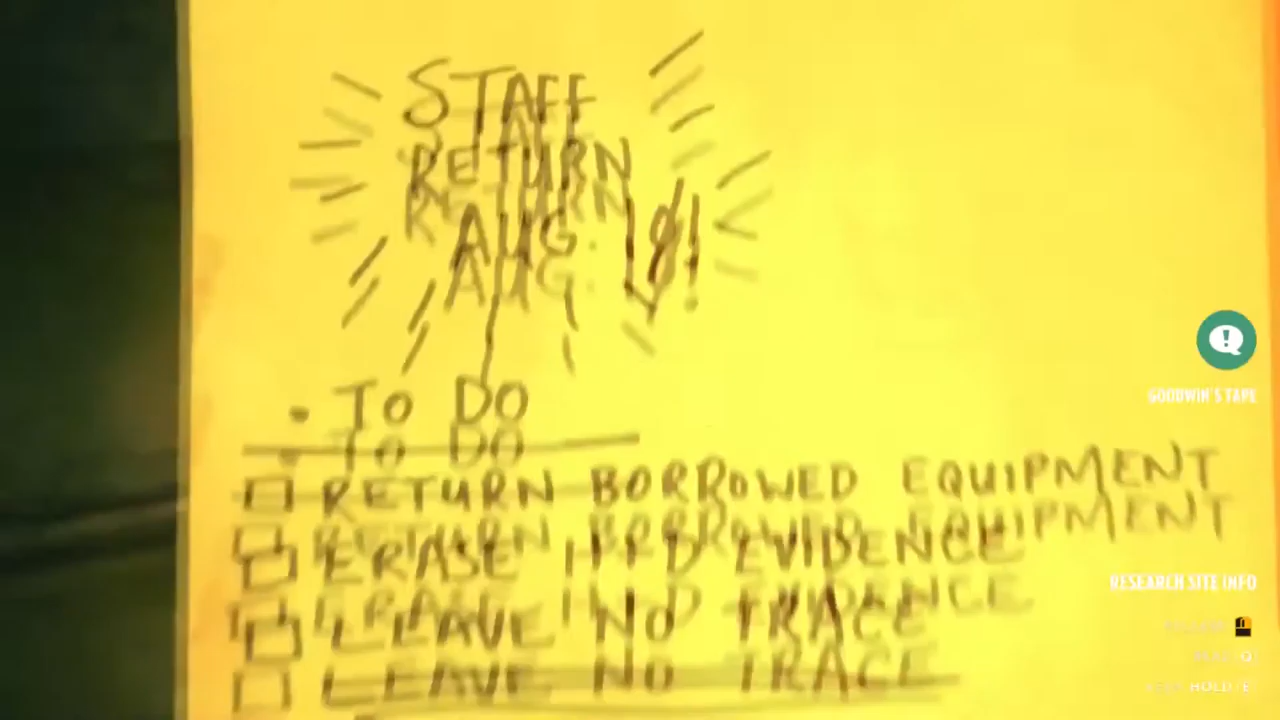 STAFF
RETURN
AUG. 10!
• TO DO
RETURN BORROWED EQUIPMENT
ERASE EVIDENCE
LEAVE NO TRACE
GOODWIN'S TAPE
RESEARCH SITE INFO
Q
HOLD E